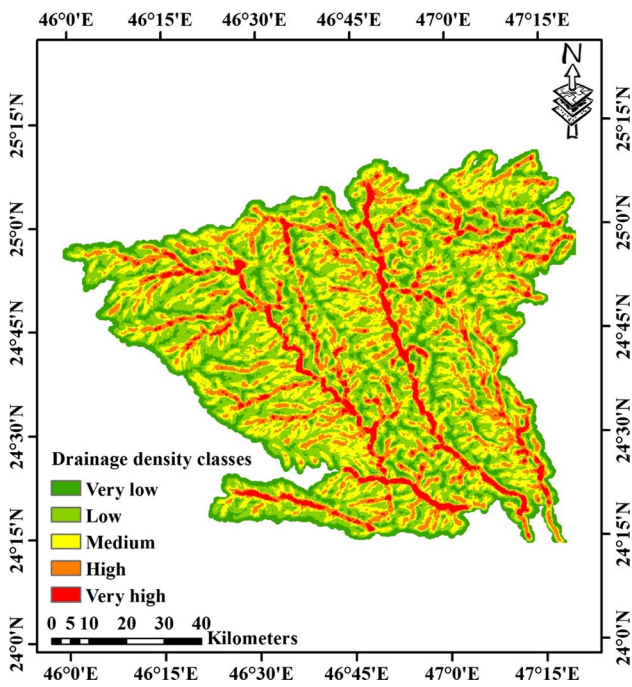 46°0'E 46°15'E 46°30'E 46°45'E 47°0'E 47°15'E
N
25°15'N 25°15'N
25°0'N 25°0'N
24°45'N 24°45'N
24°30'N 24°30'N
Drainage density classes
Very low
Low
24°15'N 24°15'N
Medium
High
Very high
0 5 10 20 30 40
Kilometers
24°0'N 24°0'N
46°0'E 46°15'E 46°30'E 46°45'E 47°0'E 47°15'E